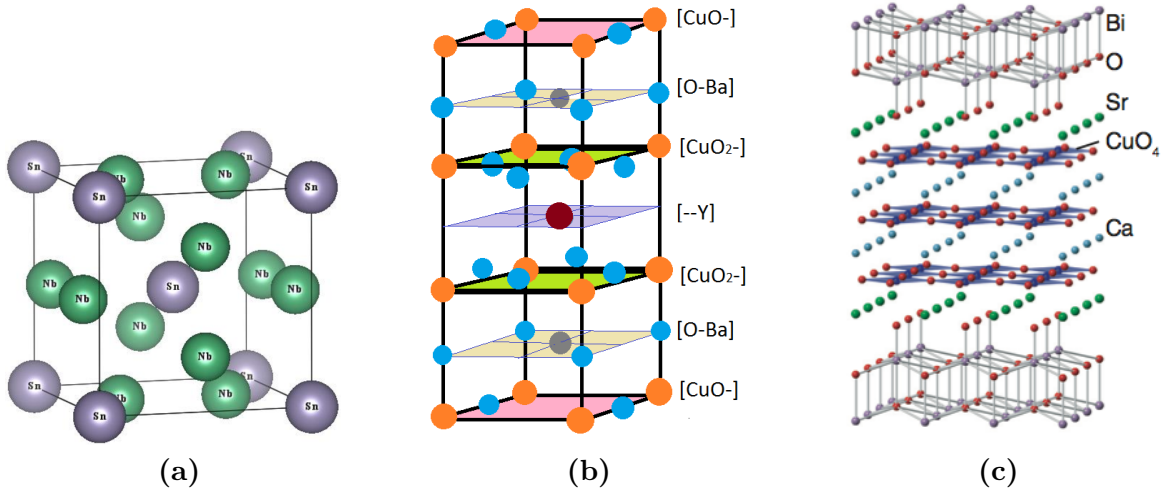 Sn
Sn
Nb
Nb
Sn
Sn
Nb
Nb
Nb
Nb
Sn
Nb
Nb
Nb
Nb
Sn
Sn
Nb
Nb
Sn
Sn
(a)
[CuO-]
[O-Ba]
[CuO2-]
[--Y]
[CuO2-]
[O-Ba]
[CuO-]
(b)
Bi
O
Sr
CuO4
Ca
(c)